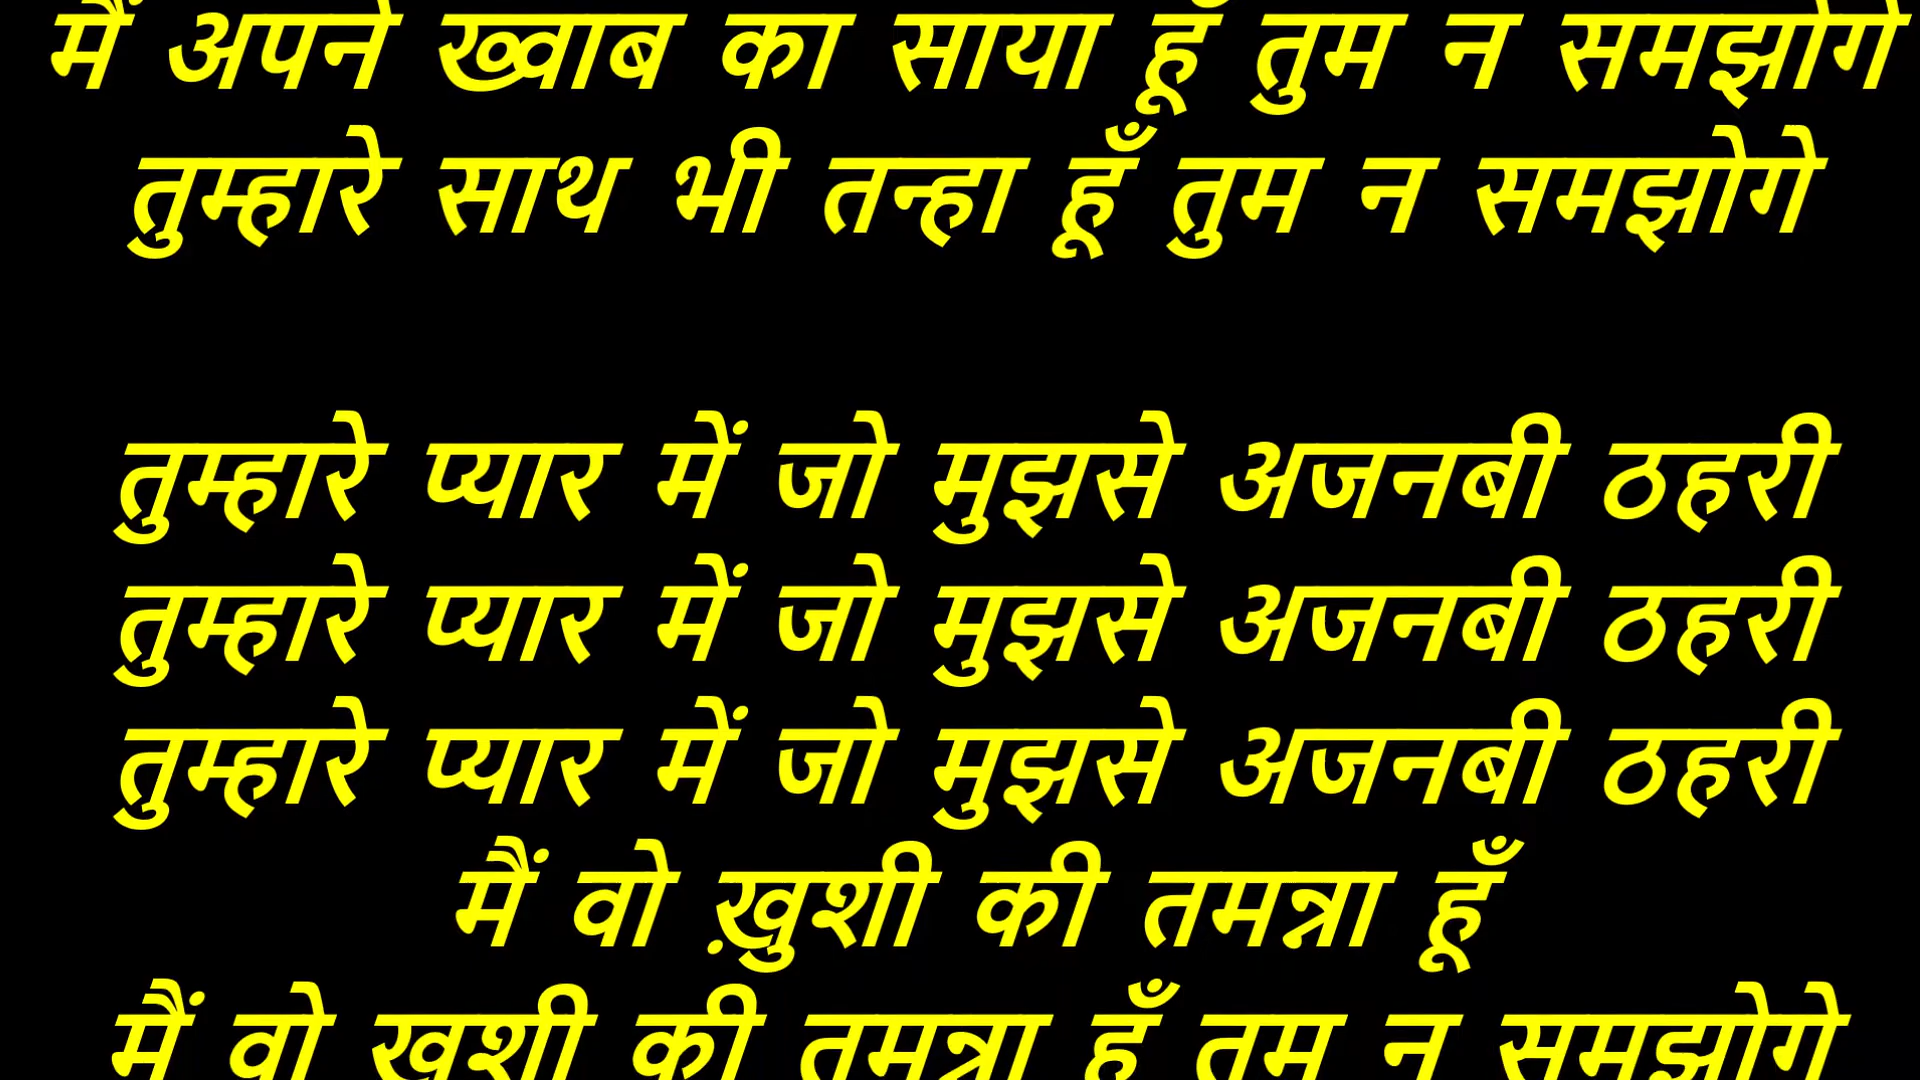 मैं अपने ख्वाब का साया हूँ तुम न समझोगे
तुम्हारे साथ भी तन्हा हूँ तुम न समझोगे
तुम्हारे प्यार में जो मुझसे अजनबी ठहरी
तुम्हारे प्यार में जो मुझसे अजनबी ठहरी
तुम्हारे प्यार में जो मुझसे अजनबी ठहरी
मैं वो ख़ुशी की तमन्ना हूँ
मैं वो ख़ुशी की तमन्ना हूँ तुम न समझोगे